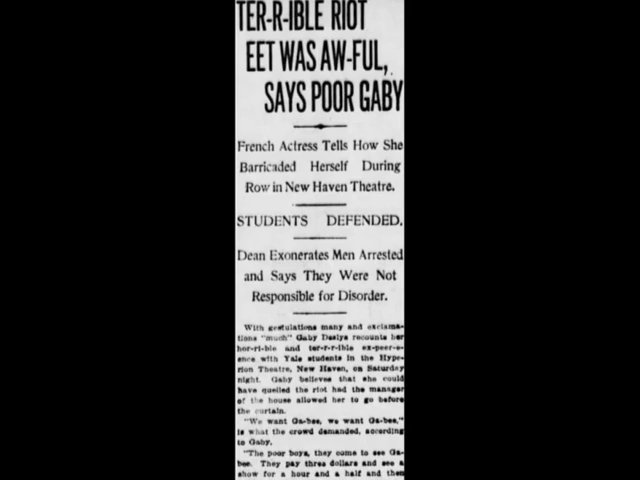 TER-R-IBLE RIOT
EET WAS AW-FUL,
SAYS POOR GABY
French Actress Tells How She
Barricaded Herself During
Row in New Haven Theatre.
STUDENTS DEFENDED.
Dean Exonerates Men Arrested
and Says They Were Not
Responsible for Disorder.
With gestulations many and exclama-
tions "much" Gaby Deslys recounts her
hor-ri-ble and ter-r-r-ible ex-peer-e-
ence with Yale students in the Hype-
rion Theatre, New Haven, on Saturday
night. Gaby believes that she could
have quelled the riot had the manager
of the house allowed her to go before
the curtain.
"We want Ga-bee, we want Ga-bee,"
is what the crowd demanded, according
to Gaby.
"The poor boys, they come to see Ga-
bee. They pay three dollars and see a
show for a hour and a half and then